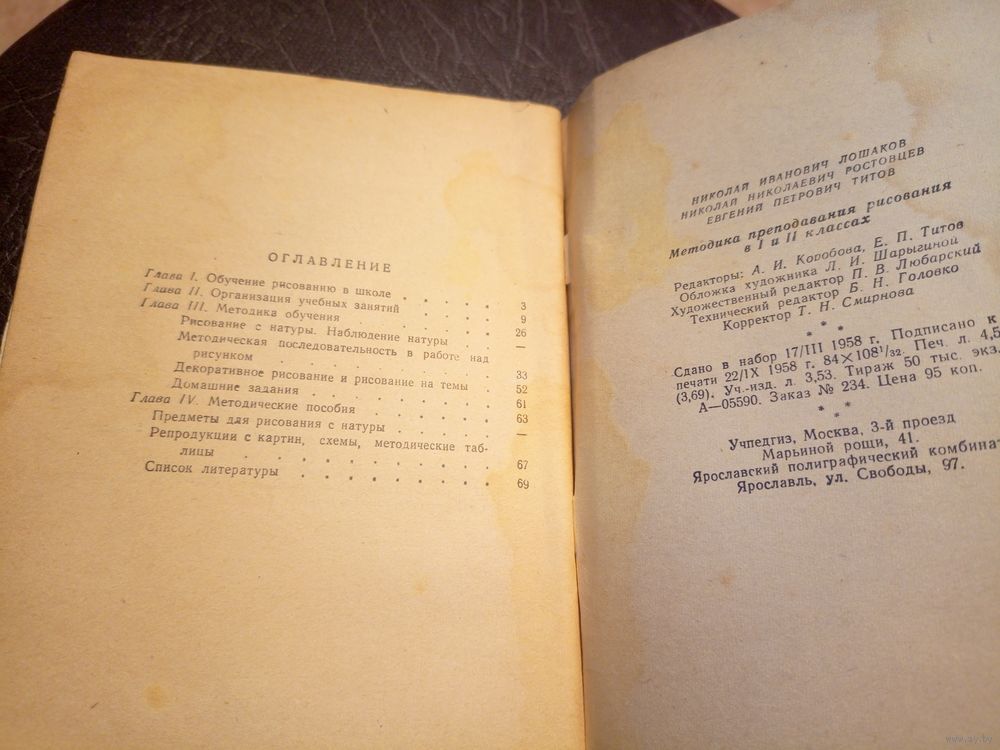 ОГЛАВЛЕНИЕ
Глава I. Обучение рисованию в школе . . . . . 3
Глава II. Организация учебных занятий . . . . 9
Глава III. Методика обучения . . . . . . 26
Рисование с натуры. Наблюдение натуры . . —
Методическая последовательность в работе над
рисунком . . . . . . . . 33
Декоративное рисование и рисование на темы . 52
Домашние задания . . . . . . . 61
Глава IV. Методические пособия . . . . . 63
Предметы для рисования с натуры . . . . —
Репродукции с картин, схемы, методические таб-
лицы . . . . . . . . . 67
Список литературы . . . . . . . . 69
НИКОЛАЙ ИВАНОВИЧ ЛОШАКОВ
НИКОЛАЙ НИКОЛАЕВИЧ РОСТОВЦЕВ
ЕВГЕНИЙ ПЕТРОВИЧ ТИТОВ
Методика преподавания рисования
в I и II классах
Редакторы: А. И. Коробова, Е. П. Титов
Обложка художника Л. И. Шарыгиной
Художественный редактор П. В. Любарский
Технический редактор Б. Н. Головко
Корректор Т. Н. Смирнова
* * *
Сдано в набор 17/III 1958 г. Подписано к
печати 22/IX 1958 г. 84×108¹/₃₂. Печ. л. 4,5
(3,69). Уч.-изд. л. 3,53. Тираж 50 тыс. экз.
А—05590. Заказ № 234. Цена 95 коп.
* * *
Учпедгиз, Москва, 3-й проезд
Марьиной рощи, 41.
Ярославский полиграфический комбинат
Ярославль, ул. Свободы, 97.
www.ay.by